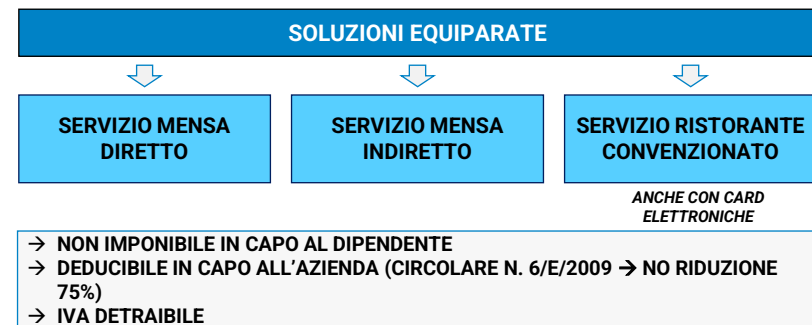 SOLUZIONI EQUIPARATE
SERVIZIO MENSA
DIRETTO
SERVIZIO MENSA
INDIRETTO
SERVIZIO RISTORANTE
CONVENZIONATO
ANCHE CON CARD
ELETTRONICHE
→ NON IMPONIBILE IN CAPO AL DIPENDENTE
→ DEDUCIBILE IN CAPO ALL’AZIENDA (CIRCOLARE N. 6/E/2009 → NO RIDUZIONE
75%)
→ IVA DETRAIBILE